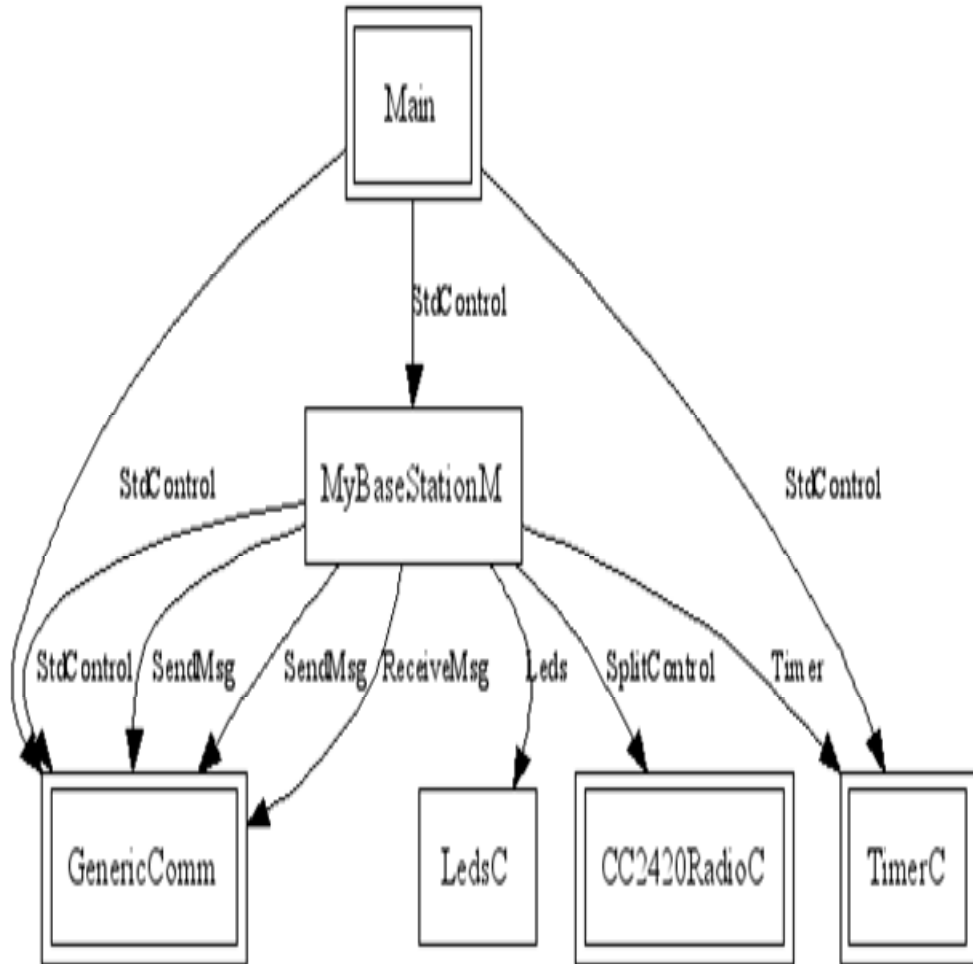 Main
StdControl
MyBaseStationM
StdControl
StdControl
StdControl
SendMsg
SendMsg
ReceiveMsg
Leds
SplitControl
Timer
GenericComm
LedsC
CC2420RadioC
TimerC